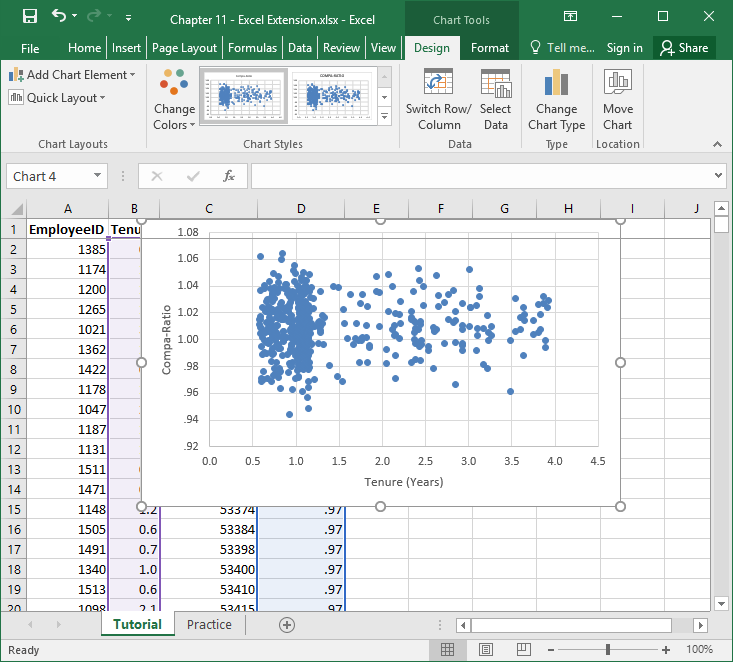 Chapter 11 - Excel Extension.xlsx - Excel
Chart Tools
File Home Insert Page Layout Formulas Data Review View Design Format Tell me... Sign in Share
Add Chart Element
Quick Layout
Change Colors
Switch Row/ Column
Select Data
Change Chart Type
Move Chart
Chart Layouts Chart Styles Data Type Location
Chart 4 fx
A B C D E F G H I J
1 EmployeeID Tenu
2 1385
3 1174
4 1200
5 1265
6 1021
7 1362
8 1422
9 1178
10 1047
11 1187
12 1131
13 1511
14 1471
15 1148 1.2 53374 .97
16 1505 0.6 53384 .97
17 1491 0.7 53398 .97
18 1340 1.0 53400 .97
19 1513 0.6 53410 .97
20 1098 2.1 53415 .97
1.08
1.06
1.04
1.02
1.00
.98
.96
.94
.92
Compa-Ratio
0.0 0.5 1.0 1.5 2.0 2.5 3.0 3.5 4.0 4.5
Tenure (Years)
Tutorial Practice
Ready 100%